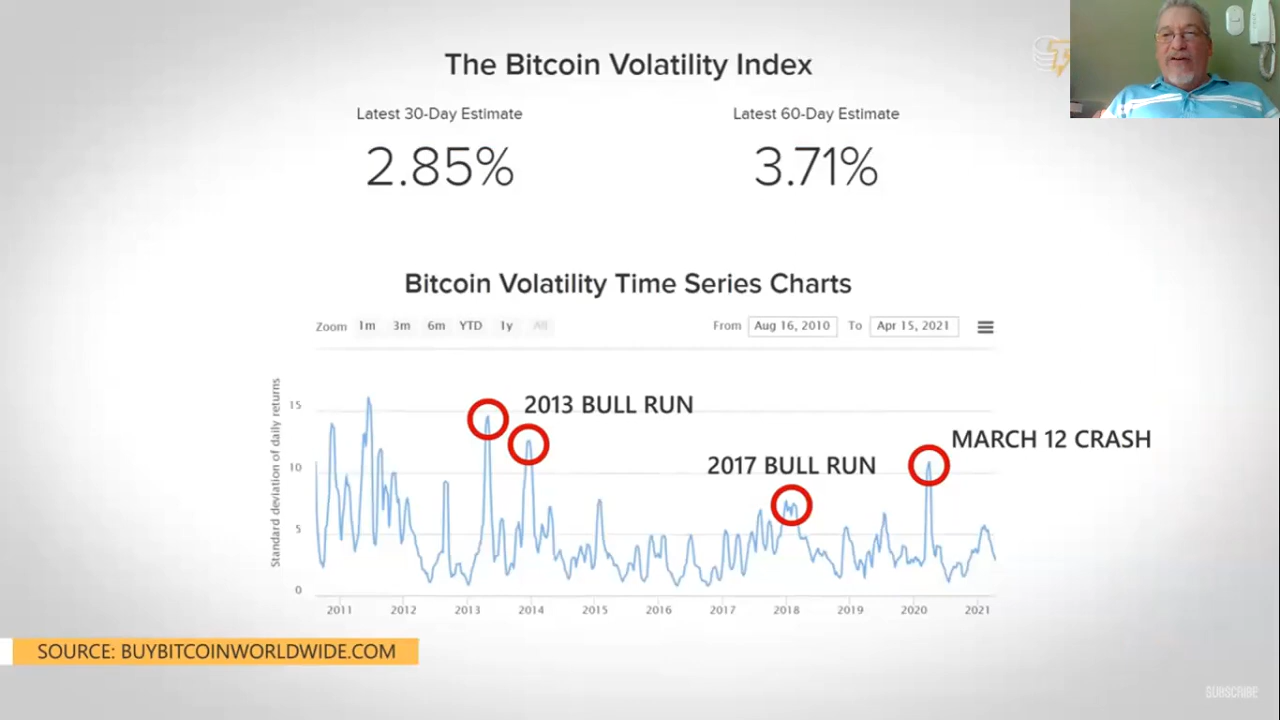 The Bitcoin Volatility Index
Latest 30-Day Estimate
Latest 60-Day Estimate
2.85%
3.71%
Bitcoin Volatility Time Series Charts
Zoom 1m 3m 6m YTD 1y All
From Aug 16, 2010 To Apr 15, 2021
Standard deviation of daily returns
15
10
5
0
2013 BULL RUN
2017 BULL RUN
MARCH 12 CRASH
2011 2012 2013 2014 2015 2016 2017 2018 2019 2020 2021
SOURCE: BUYBITCOINWORLDWIDE.COM
SUBSCRIBE